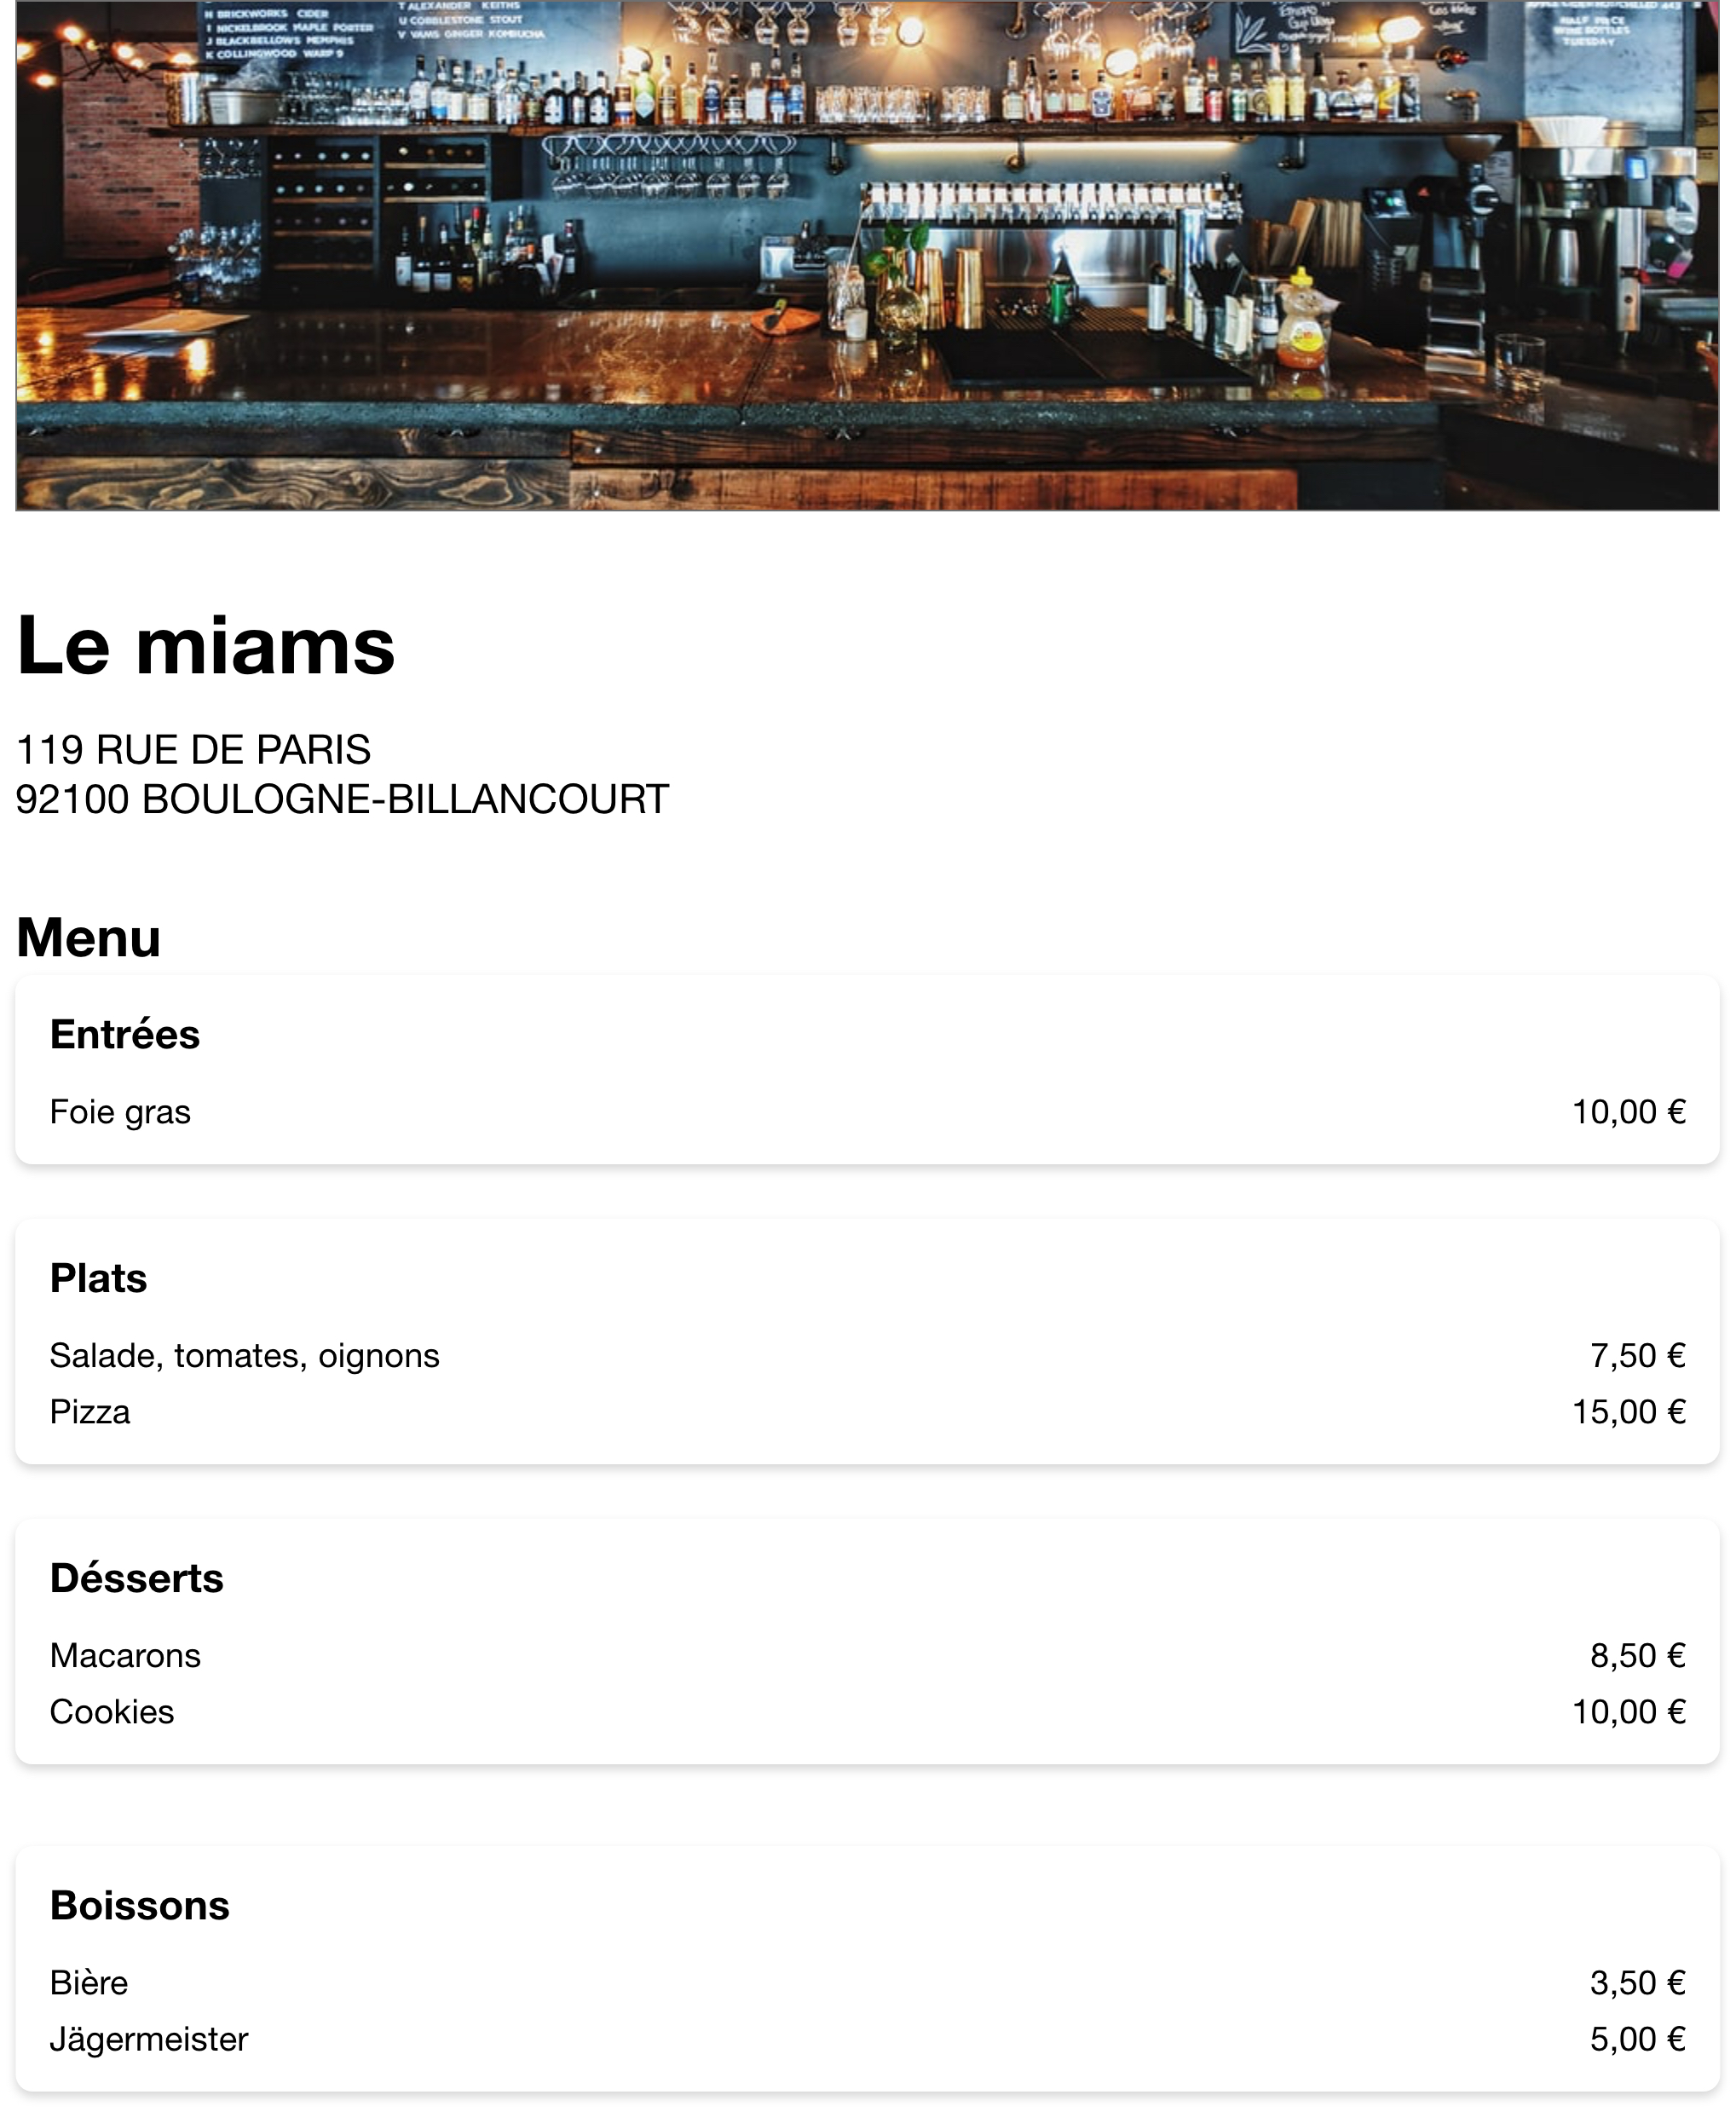 H BRICKWORKS CIDER
I NICKELBROOK MAPLE PORTER
J BLACKBELLOWS MEMPHIS
K COLLINGWOOD WARP 9
T ALEXANDER KEITHS
U COBBLESTONE STOUT
V VAMS GINGER KOMBUCHA
HALF PRICE
WINE BOTTLES
TUESDAY
Le miams
119 RUE DE PARIS
92100 BOULOGNE-BILLANCOURT
Menu
Entrées
Foie gras 10,00 €
Plats
Salade, tomates, oignons 7,50 €
Pizza 15,00 €
Désserts
Macarons 8,50 €
Cookies 10,00 €
Boissons
Bière 3,50 €
Jägermeister 5,00 €